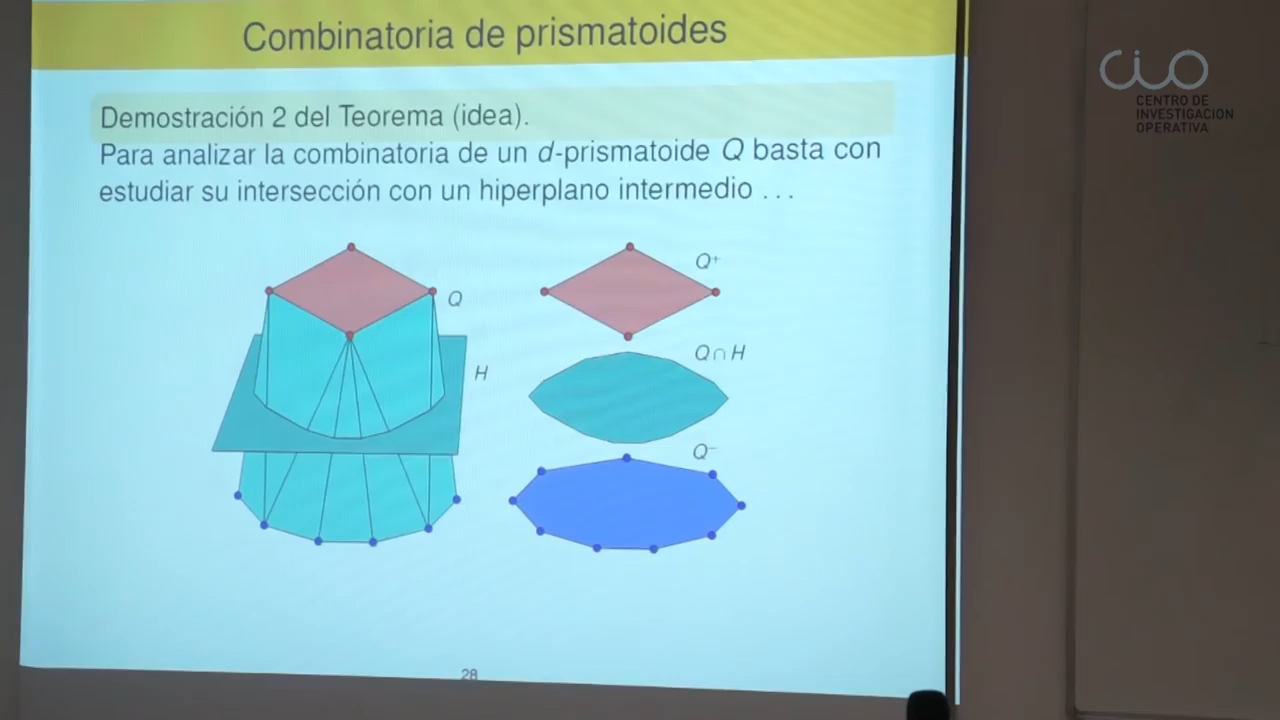 Combinatoria de prismatoides
Demostración 2 del Teorema (idea).
Para analizar la combinatoria de un d-prismatoide Q basta con
estudiar su intersección con un hiperplano intermedio . . .
Q⁺
Q
Q∩H
H
Q⁻
28
cio
CENTRO DE
INVESTIGACION
OPERATIVA